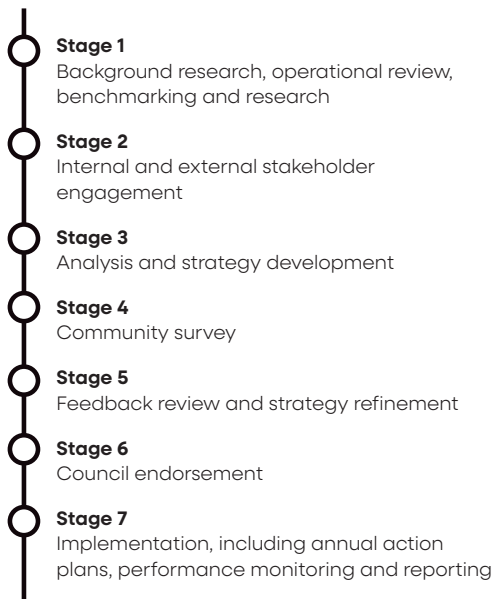 Stage 1
Background research, operational review,
benchmarking and research
Stage 2
Internal and external stakeholder
engagement
Stage 3
Analysis and strategy development
Stage 4
Community survey
Stage 5
Feedback review and strategy refinement
Stage 6
Council endorsement
Stage 7
Implementation, including annual action
plans, performance monitoring and reporting